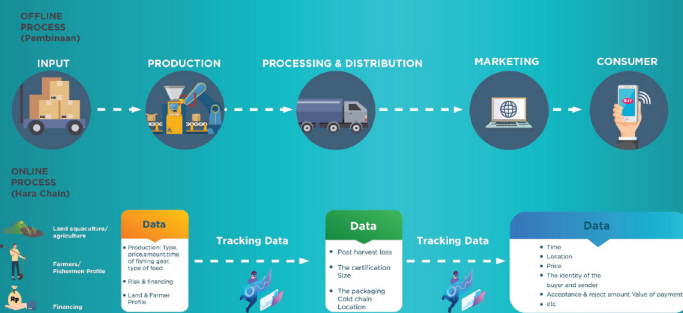 OFFLINE
PROCESS
(Pembinaan)
INPUT
PRODUCTION
PROCESSING & DISTRIBUTION
MARKETING
CONSUMER
BUY
ONLINE
PROCESS
(Hara Chain)
Land aquaculture/
agriculture
Farmers/
Fishermon Profile
Rp
Financing
Data
• Production: Type,
price,amount,time
of fishing gear,
type of feed
• Risk & financing
• Land & Farmer
Profile
Tracking Data
Data
• Post harvest loss
• The certification
Size
• The packaging
Cold chain
Location
Tracking Data
Data
• Time
• Location
• Price
• The identity of the
buyer and sender
• Acceptance & reject amount Value of payment
• etc